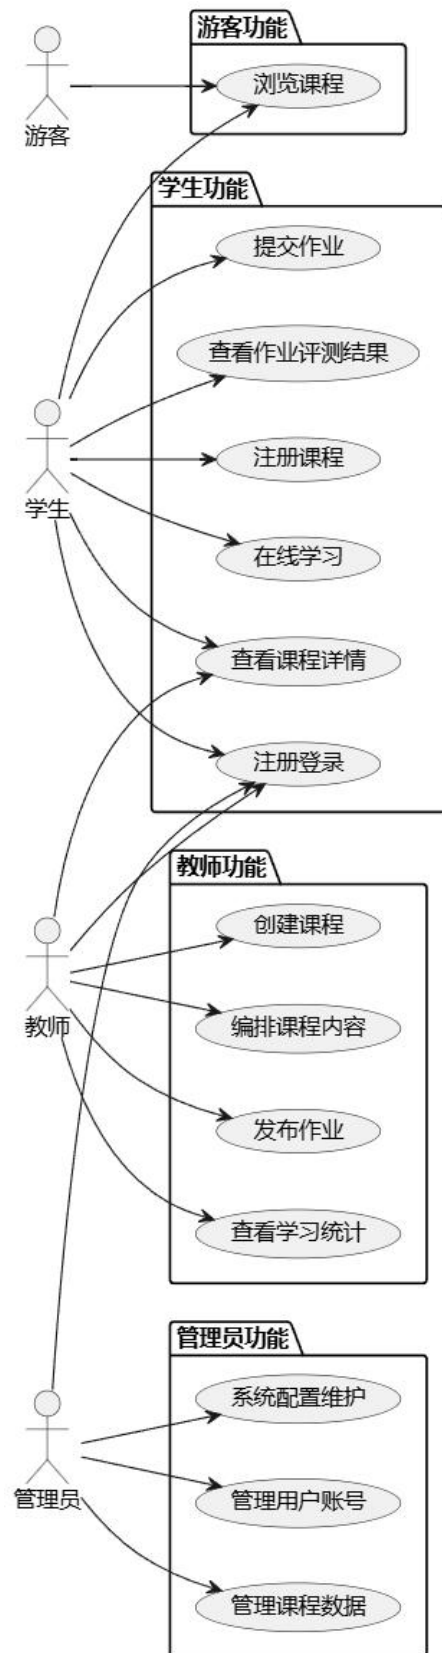 游客功能
浏览课程
游客
学生功能
提交作业
查看作业评测结果
注册课程
学生
在线学习
查看课程详情
注册登录
教师功能
创建课程
教师
编排课程内容
发布作业
查看学习统计
管理员功能
系统配置维护
管理员
管理用户账号
管理课程数据